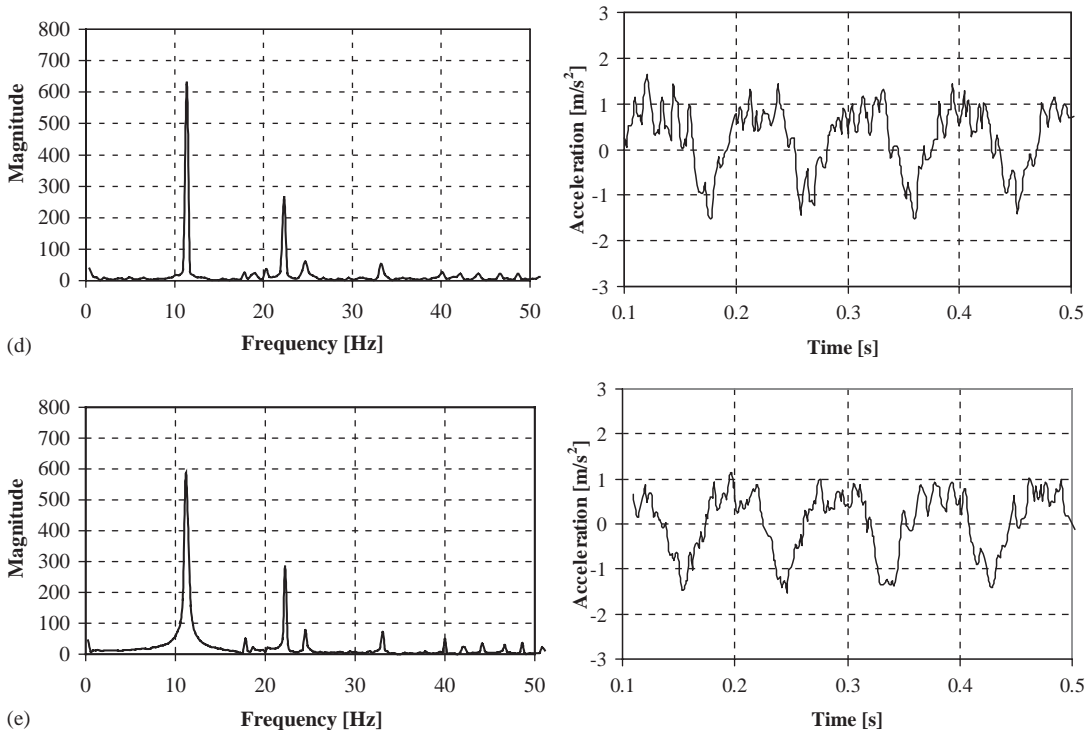 800
700
600
500
400
300
200
100
0
Magnitude
0 10 20 30 40 50
Frequency [Hz]
(d)
3
2
1
0
-1
-2
-3
Acceleration [m/s²]
0.1 0.2 0.3 0.4 0.5
Time [s]
800
700
600
500
400
300
200
100
0
Magnitude
0 10 20 30 40 50
Frequency [Hz]
(e)
3
2
1
0
-1
-2
-3
Acceleration [m/s²]
0.1 0.2 0.3 0.4 0.5
Time [s]